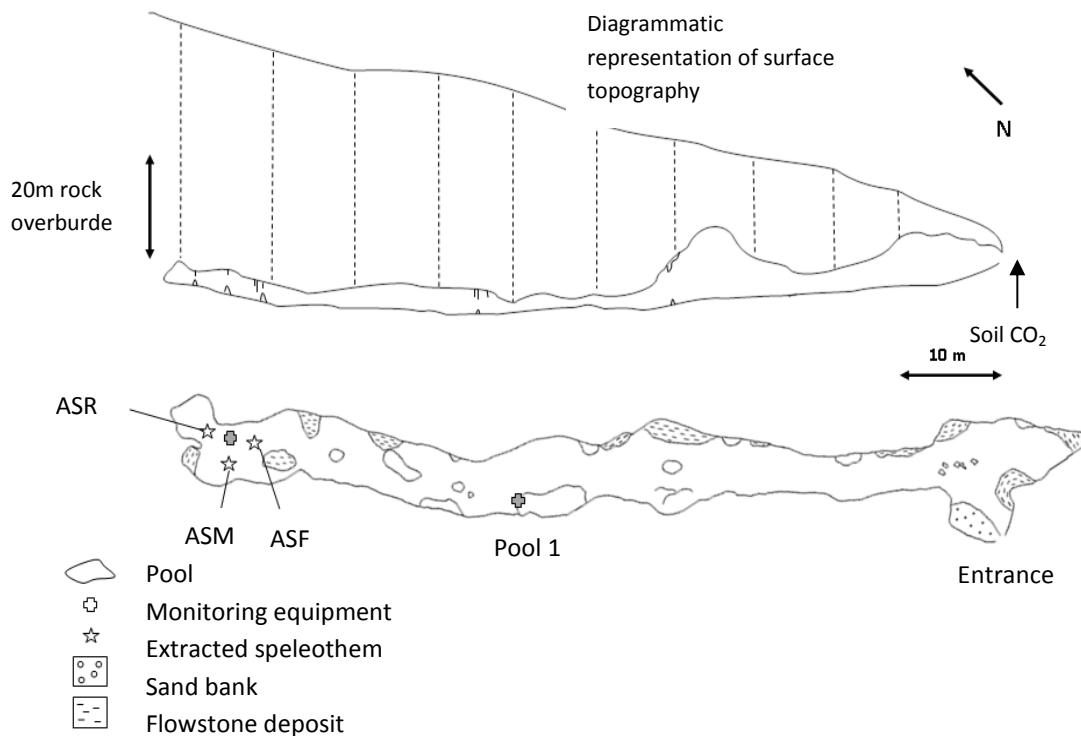 Diagrammatic
representation of surface
topography
N
20m rock
overburde
Soil CO₂
10 m
ASR
ASM
ASF
Pool 1
Entrance
Pool
Monitoring equipment
Extracted speleothem
Sand bank
Flowstone deposit